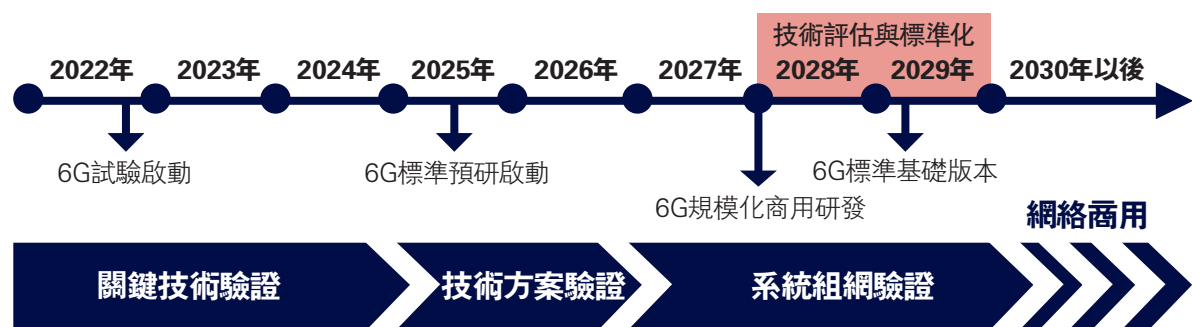 技術評估與標準化
2022年 2023年 2024年 2025年 2026年 2027年 2028年 2029年 2030年以後
6G試驗啟動 6G標準預研啟動 6G標準基礎版本
6G規模化商用研發
網絡商用
關鍵技術驗證 技術方案驗證 系統組網驗證